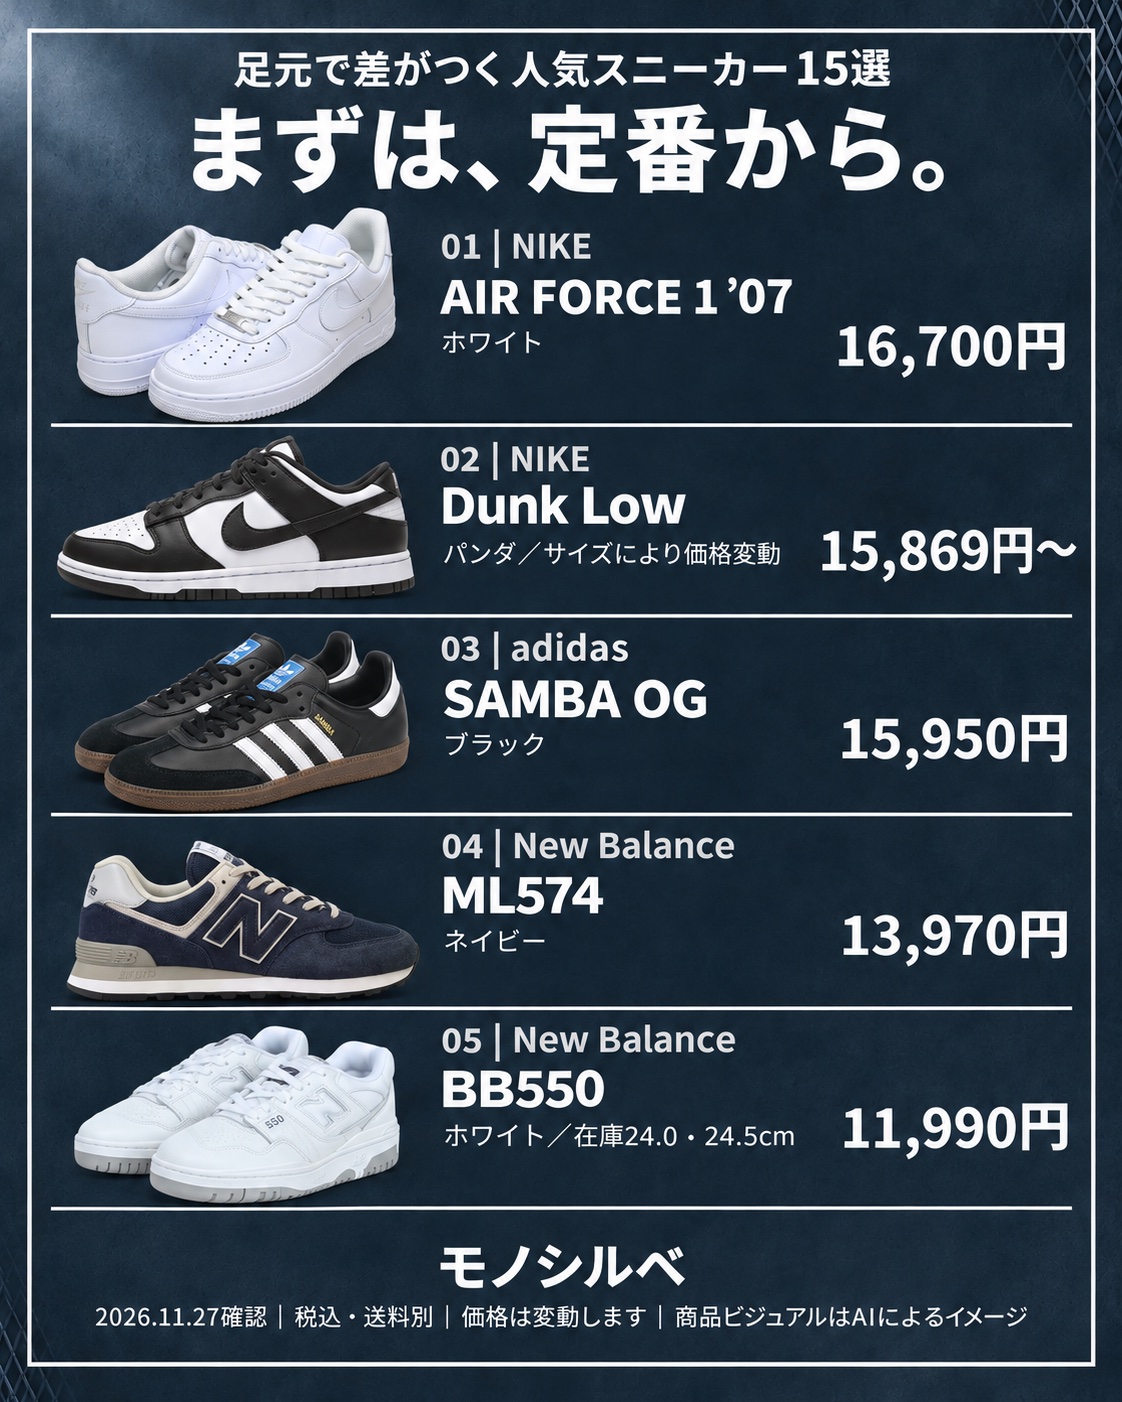 足元で差がつく人気スニーカー15選
まずは、定番から。
01 | NIKE
AIR FORCE 1 ’07
ホワイト
16,700円
02 | NIKE
Dunk Low
パンダ／サイズにより価格変動
15,869円〜
03 | adidas
SAMBA OG
ブラック
15,950円
SAMBA
04 | New Balance
ML574
ネイビー
13,970円
N
05 | New Balance
BB550
ホワイト／在庫24.0・24.5cm
11,990円
N
N
550
モノシルベ
2026.11.27確認 | 税込・送料別 | 価格は変動します | 商品ビジュアルはAIによるイメージ